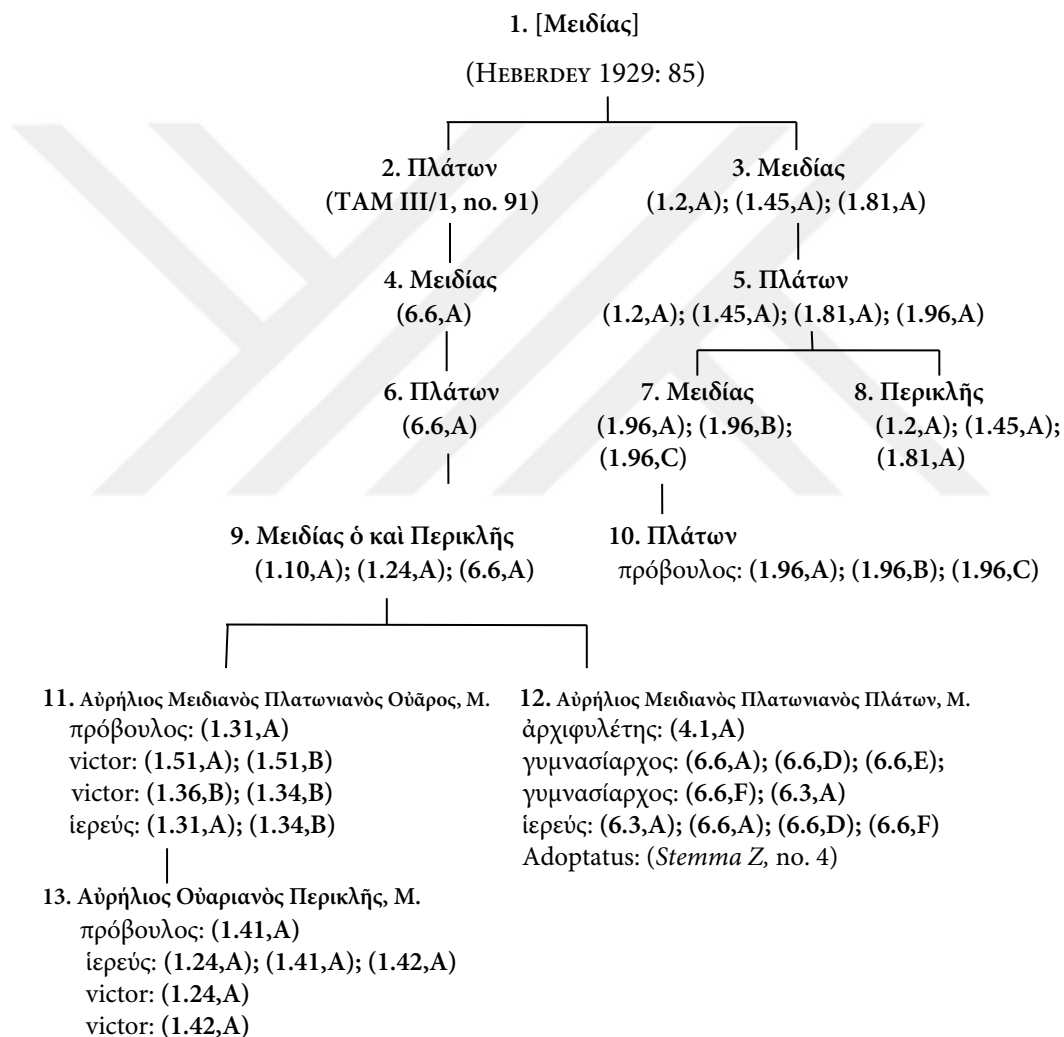 1. [Μειδίας]
(HEBERDEY 1929: 85)
2. Πλάτων
(TAM III/1, no. 91)
3. Μειδίας
(1.2,A); (1.45,A); (1.81,A)
4. Μειδίας
(6.6,A)
5. Πλάτων
(1.2,A); (1.45,A); (1.81,A); (1.96,A)
6. Πλάτων
(6.6,A)
7. Μειδίας
(1.96,A); (1.96,B);
(1.96,C)
8. Περικλῆς
(1.2,A); (1.45,A);
(1.81,A)
9. Μειδίας ὁ καὶ Περικλῆς
(1.10,A); (1.24,A); (6.6,A)
10. Πλάτων
πρόβουλος: (1.96,A); (1.96,B); (1.96,C)
11. Αὐρήλιος Μειδιανὸς Πλατωνιανὸς Οὐᾶρος, Μ.
πρόβουλος: (1.31,A)
victor: (1.51,A); (1.51,B)
victor: (1.36,B); (1.34,B)
ἱερεύς: (1.31,A); (1.34,B)
12. Αὐρήλιος Μειδιανὸς Πλατωνιανὸς Πλάτων, Μ.
ἀρχιφυλέτης: (4.1,A)
γυμνασίαρχος: (6.6,A); (6.6,D); (6.6,E);
γυμνασίαρχος: (6.6,F); (6.3,A)
ἱερεύς: (6.3,A); (6.6,A); (6.6,D); (6.6,F)
Adoptatus: (Stemma Z, no. 4)
13. Αὐρήλιος Οὐαριανὸς Περικλῆς, Μ.
πρόβουλος: (1.41,A)
ἱερεύς: (1.24,A); (1.41,A); (1.42,A)
victor: (1.24,A)
victor: (1.42,A)